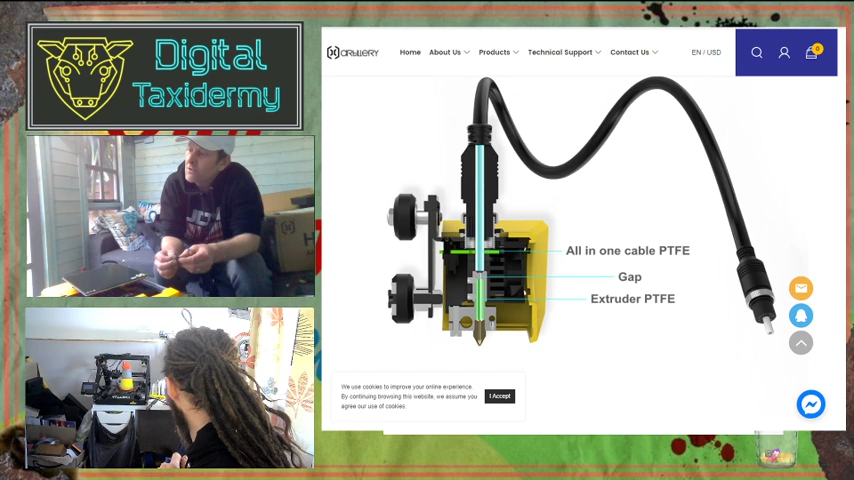 Digital
Taxidermy
ARTILLERY
Home About Us Products Technical Support Contact Us EN / USD
0
All in one cable PTFE
Gap
Extruder PTFE
We use cookies to improve your online experience.
By continuing browsing this website, we assume you
agree our use of cookies.
I Accept